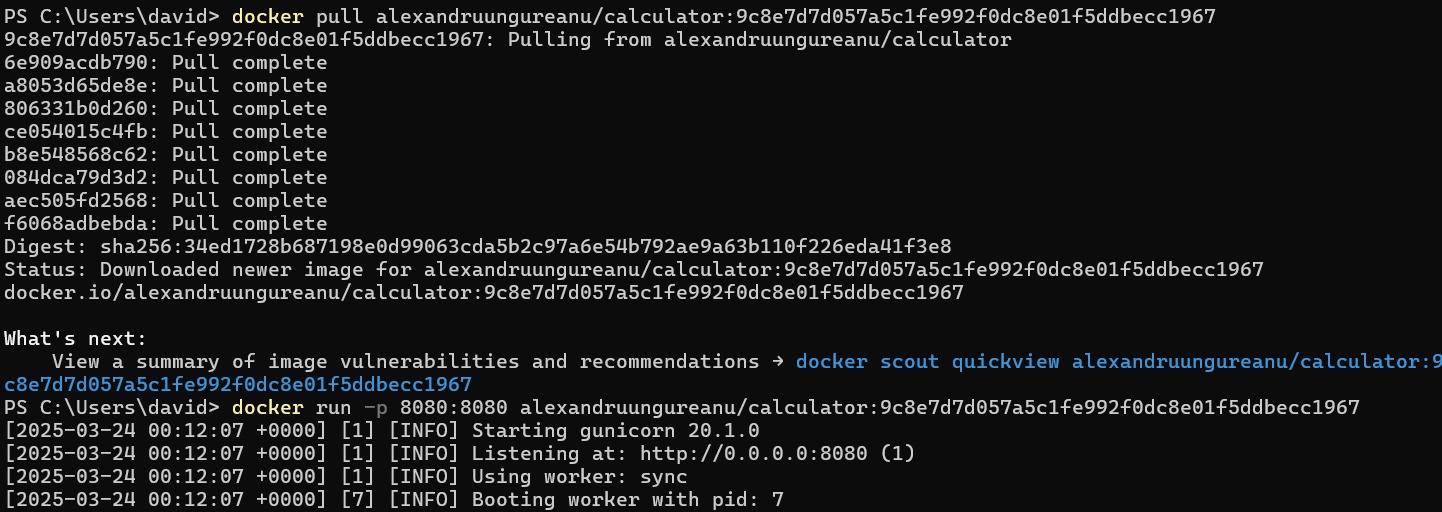 PS C:\Users\david> docker pull alexandruungureanu/calculator:9c8e7d7d057a5c1fe992f0dc8e01f5ddbecc1967
9c8e7d7d057a5c1fe992f0dc8e01f5ddbecc1967: Pulling from alexandruungureanu/calculator
6e909acdb790: Pull complete
a8053d65de8e: Pull complete
806331b0d260: Pull complete
ce054015c4fb: Pull complete
b8e548568c62: Pull complete
084dca79d3d2: Pull complete
aec505fd2568: Pull complete
f6068adbebda: Pull complete
Digest: sha256:34ed1728b687198e0d99063cda5b2c97a6e54b792ae9a63b110f226eda41f3e8
Status: Downloaded newer image for alexandruungureanu/calculator:9c8e7d7d057a5c1fe992f0dc8e01f5ddbecc1967
docker.io/alexandruungureanu/calculator:9c8e7d7d057a5c1fe992f0dc8e01f5ddbecc1967
What's next:
View a summary of image vulnerabilities and recommendations → docker scout quickview alexandruungureanu/calculator:9
c8e7d7d057a5c1fe992f0dc8e01f5ddbecc1967
PS C:\Users\david> docker run -p 8080:8080 alexandruungureanu/calculator:9c8e7d7d057a5c1fe992f0dc8e01f5ddbecc1967
[2025-03-24 00:12:07 +0000] [1] [INFO] Starting gunicorn 20.1.0
[2025-03-24 00:12:07 +0000] [1] [INFO] Listening at: http://0.0.0.0:8080 (1)
[2025-03-24 00:12:07 +0000] [1] [INFO] Using worker: sync
[2025-03-24 00:12:07 +0000] [7] [INFO] Booting worker with pid: 7